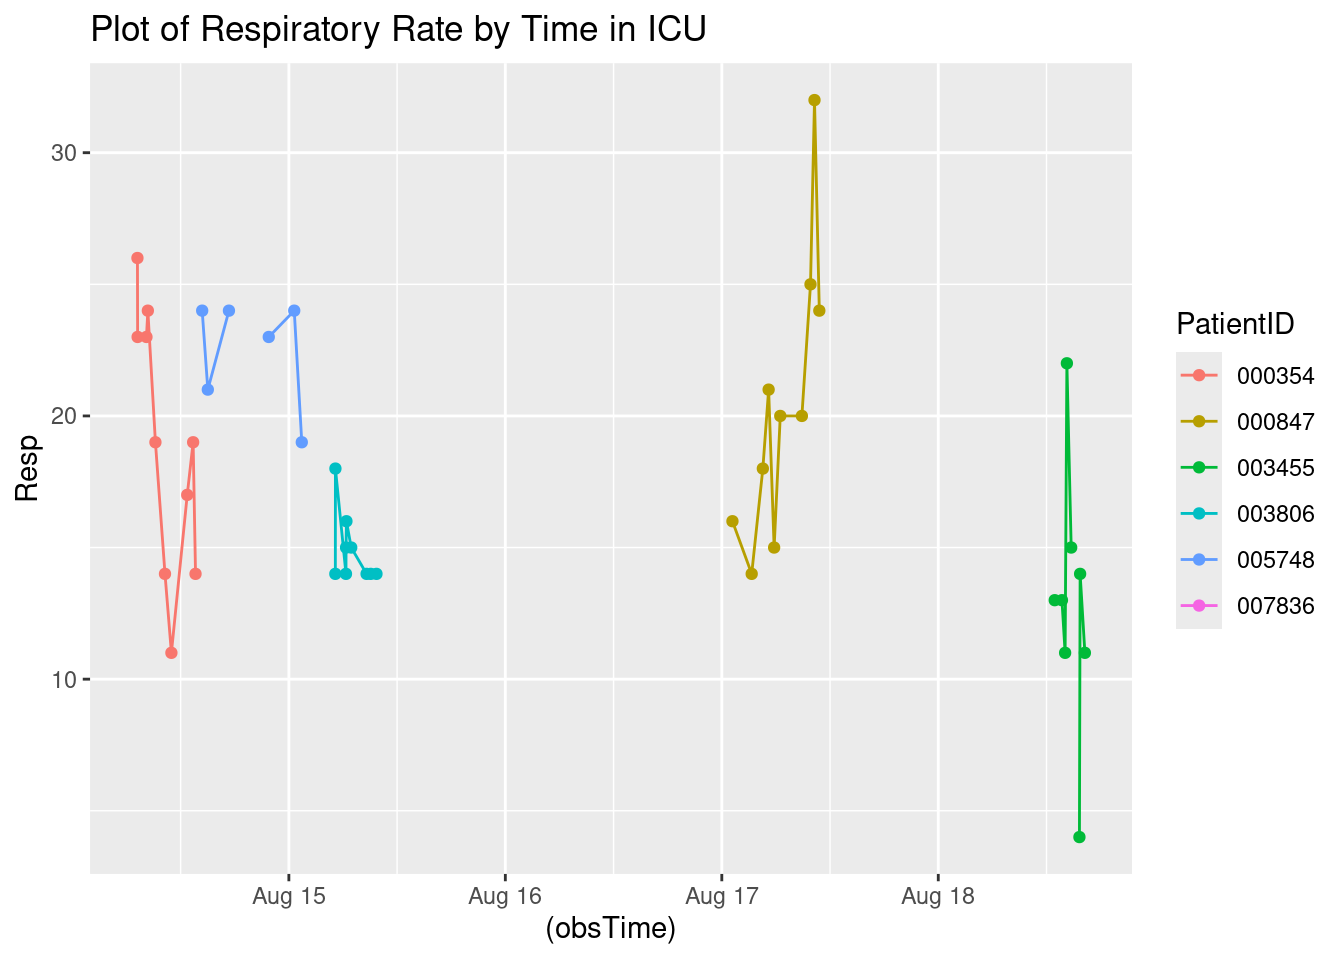 Plot of Respiratory Rate by Time in ICU
30
20
10
Resp
Aug 15
Aug 16
Aug 17
Aug 18
(obsTime)
PatientID
000354
000847
003455
003806
005748
007836